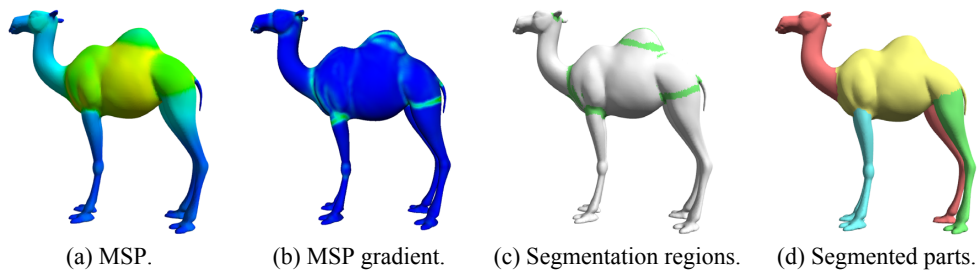 (a) MSP. (b) MSP gradient. (c) Segmentation regions. (d) Segmented parts.